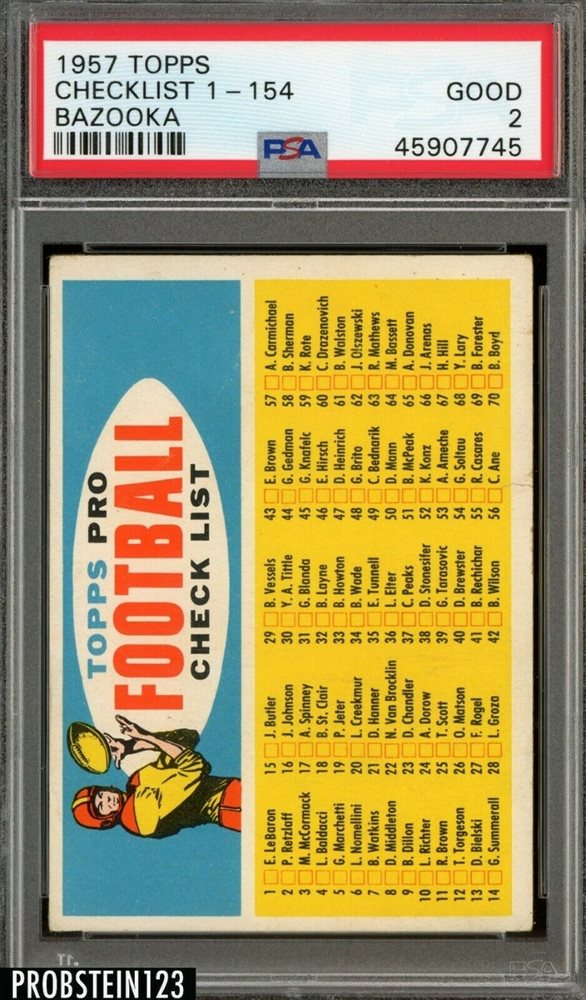 1957 TOPPS
CHECKLIST 1 – 154 GOOD
BAZOOKA 2
PSA 45907745
TOPPS PRO
FOOTBALL
CHECK LIST
1 E. LeBaron
2 P. Retzlaff
3 M. McCormack
4 L. Baldacci
5 G. Marchetti
6 L. Nomellini
7 B. Watkins
8 D. Middleton
9 B. Dillon
10 L. Richter
11 R. Brown
12 T. Torgeson
13 D. Bielski
14 G. Summerall
15 J. Butler
16 J. Johnson
17 A. Spinney
18 B. St. Clair
19 P. Jeter
20 L. Creekmur
21 D. Hanner
22 N. Van Brocklin
23 D. Chandler
24 A. Dorow
25 T. Scott
26 O. Matson
27 F. Rogel
28 L. Groza
29 B. Vessels
30 Y. A. Tittle
31 G. Blanda
32 B. Layne
33 B. Howton
34 B. Wade
35 E. Tunnell
36 L. Elter
37 C. Peaks
38 D. Stonesifer
39 G. Tarasovic
40 D. Brewster
41 B. Rechichar
42 B. Wilson
43 E. Brown
44 G. Gedman
45 G. Knafelc
46 E. Hirsch
47 D. Heinrich
48 G. Brito
49 C. Bednarik
50 D. Mann
51 B. McPeak
52 K. Konz
53 A. Ameche
54 G. Soltau
55 R. Casares
56 C. Ane
57 A. Carmichael
58 B. Sherman
59 K. Rote
60 C. Drazenovich
61 B. Walston
62 J. Olszewski
63 R. Mathews
64 M. Bassett
65 A. Donovan
66 J. Arenas
67 H. Hill
68 Y. Lary
69 B. Forester
70 B. Boyd
PROBSTEIN123